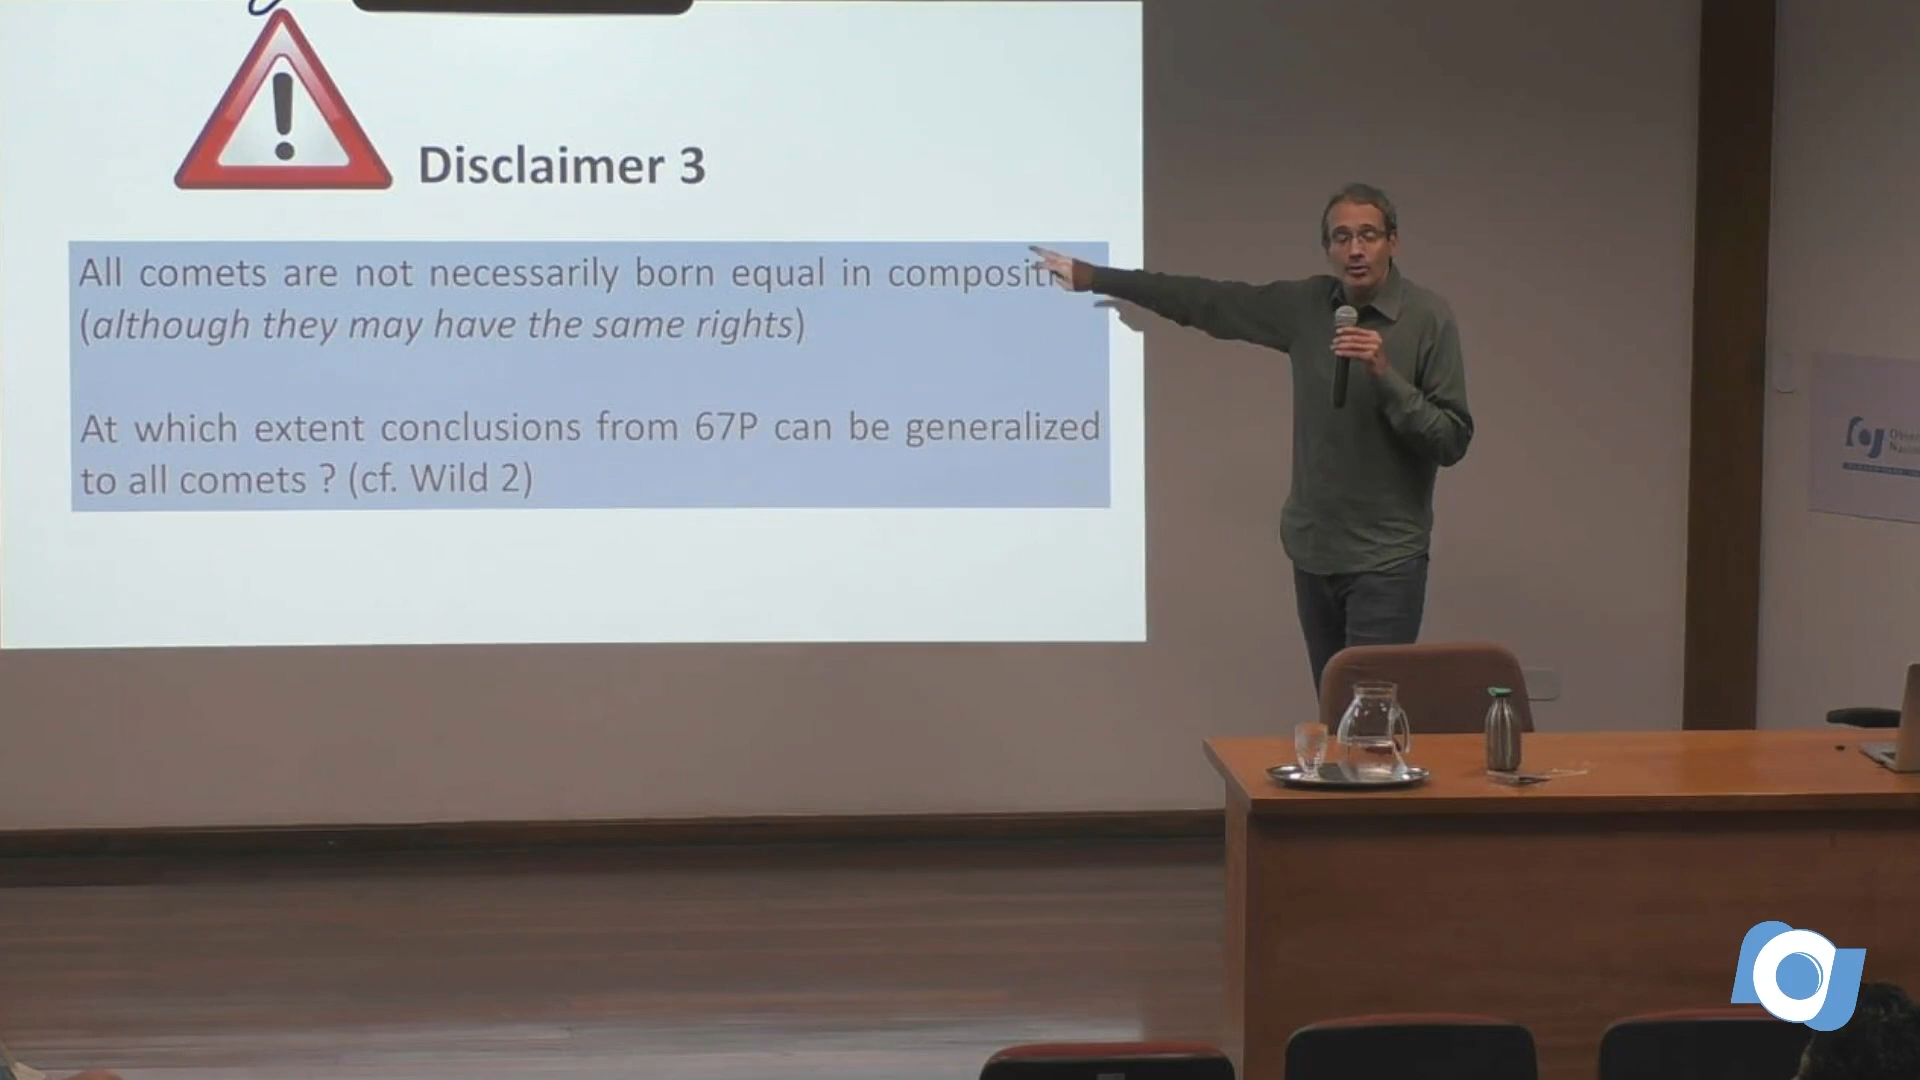 !
Disclaimer 3
All comets are not necessarily born equal in
(although they may have the same rights)
At which extent conclusions from 67P can be generalized
to all comets ? (cf. Wild 2)